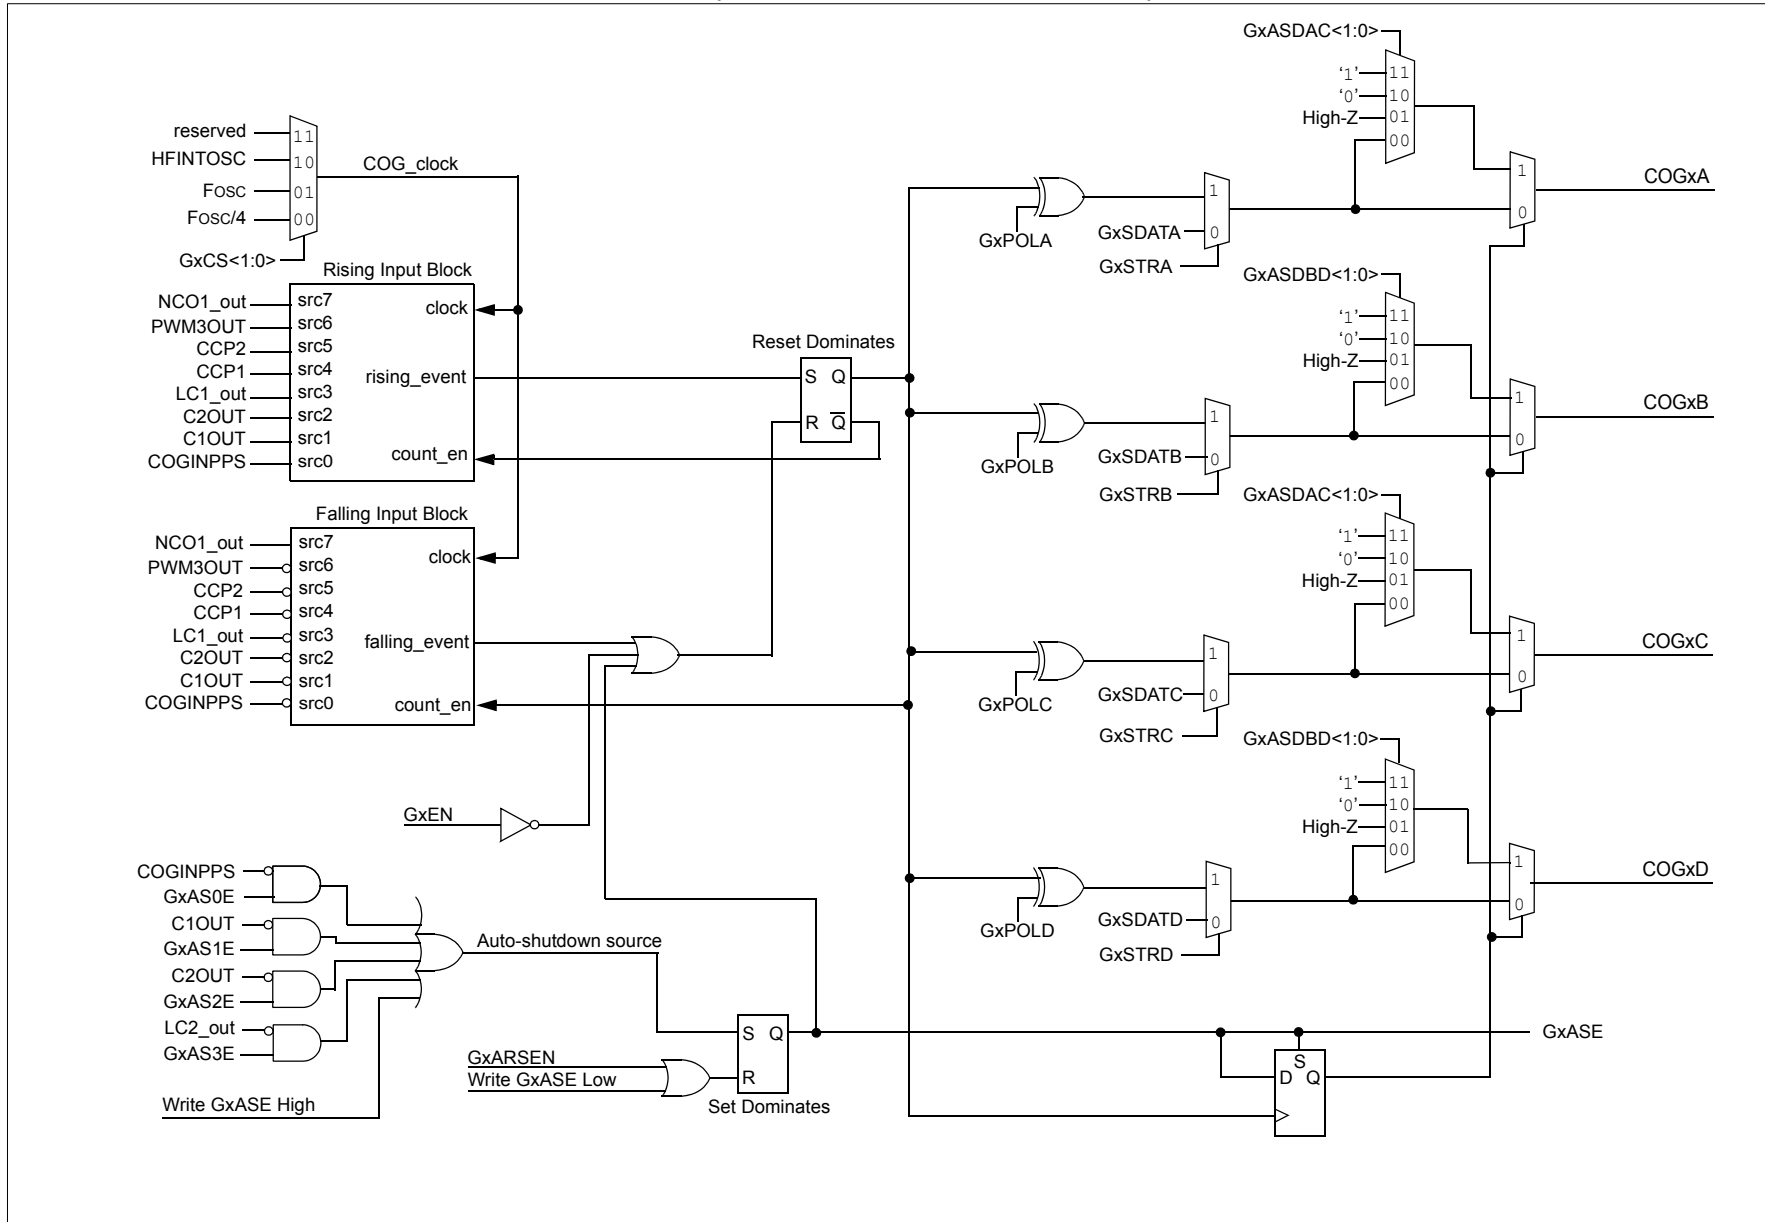 GxASDAC<1:0>
'1'
11
'0'
10
High-Z
01
00
reserved
11
HFINTOSC
10
FOSC
01
FOSC/4
00
COG_clock
GxCS<1:0>
1
0
COGxA
1
GxSDATA
0
GxPOLA
GxSTRA
Rising Input Block
NCO1_out
src7
PWM3OUT
src6
CCP2
src5
CCP1
src4
LC1_out
src3
C2OUT
src2
C1OUT
src1
COGINPPS
src0
clock
rising_event
count_en
Reset Dominates
S Q
R Q̅
GxASDBD<1:0>
'1'
11
'0'
10
High-Z
01
00
1
0
COGxB
1
GxSDATB
0
GxPOLB
GxSTRB
Falling Input Block
NCO1_out
src7
PWM3OUT
src6
CCP2
src5
CCP1
src4
LC1_out
src3
C2OUT
src2
C1OUT
src1
COGINPPS
src0
clock
falling_event
count_en
GxASDAC<1:0>
'1'
11
'0'
10
High-Z
01
00
1
0
COGxC
1
GxSDATC
0
GxPOLC
GxSTRC
GxEN
GxASDBD<1:0>
'1'
11
'0'
10
High-Z
01
00
1
0
COGxD
1
GxSDATD
0
GxPOLD
GxSTRD
COGINPPS
GxAS0E
C1OUT
GxAS1E
C2OUT
GxAS2E
LC2_out
GxAS3E
Write GxASE High
Auto-shutdown source
GxARSEN
Write GxASE Low
S Q
R
Set Dominates
GxASE
S
D Q